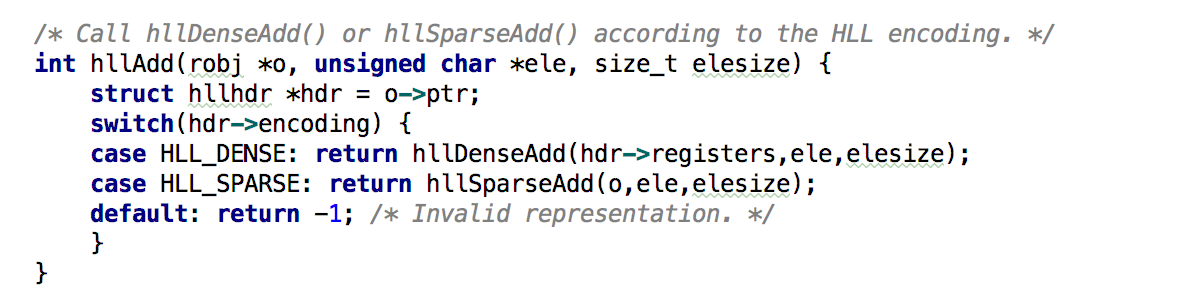 /* Call hllDenseAdd() or hllSparseAdd() according to the HLL encoding. */
int hllAdd(robj *o, unsigned char *ele, size_t elesize) {
    struct hllhdr *hdr = o->ptr;
    switch(hdr->encoding) {
    case HLL_DENSE: return hllDenseAdd(hdr->registers,ele,elesize);
    case HLL_SPARSE: return hllSparseAdd(o,ele,elesize);
    default: return -1; /* Invalid representation. */
    }
}